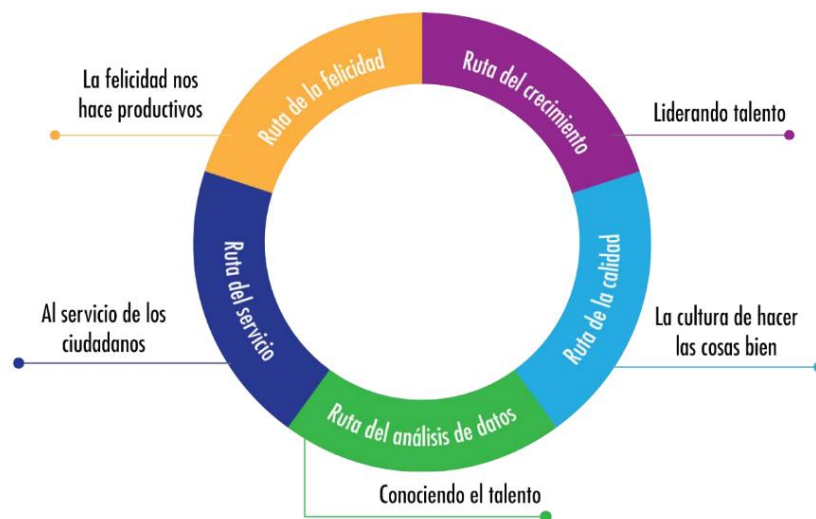 La felicidad nos
hace productivos
Ruta de la felicidad
Ruta del crecimiento
Liderando talento
Al servicio de los
ciudadanos
Ruta del servicio
Ruta de la calidad
La cultura de hacer
las cosas bien
Ruta del análisis de datos
Conociendo el talento